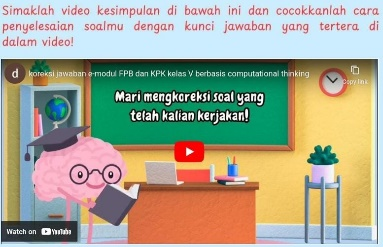 Simaklah video kesimpulan di bawah ini dan cocokkanlah cara
penyelesaian soalmu dengan kunci jawaban yang tertera di
dalam video!
d koreksi jawaban e-modul FPB dan KPK kelas V berbasis computational thinking
Copy link
Mari mengkoreksi soal yang
telah kalian kerjakan!
Watch on YouTube